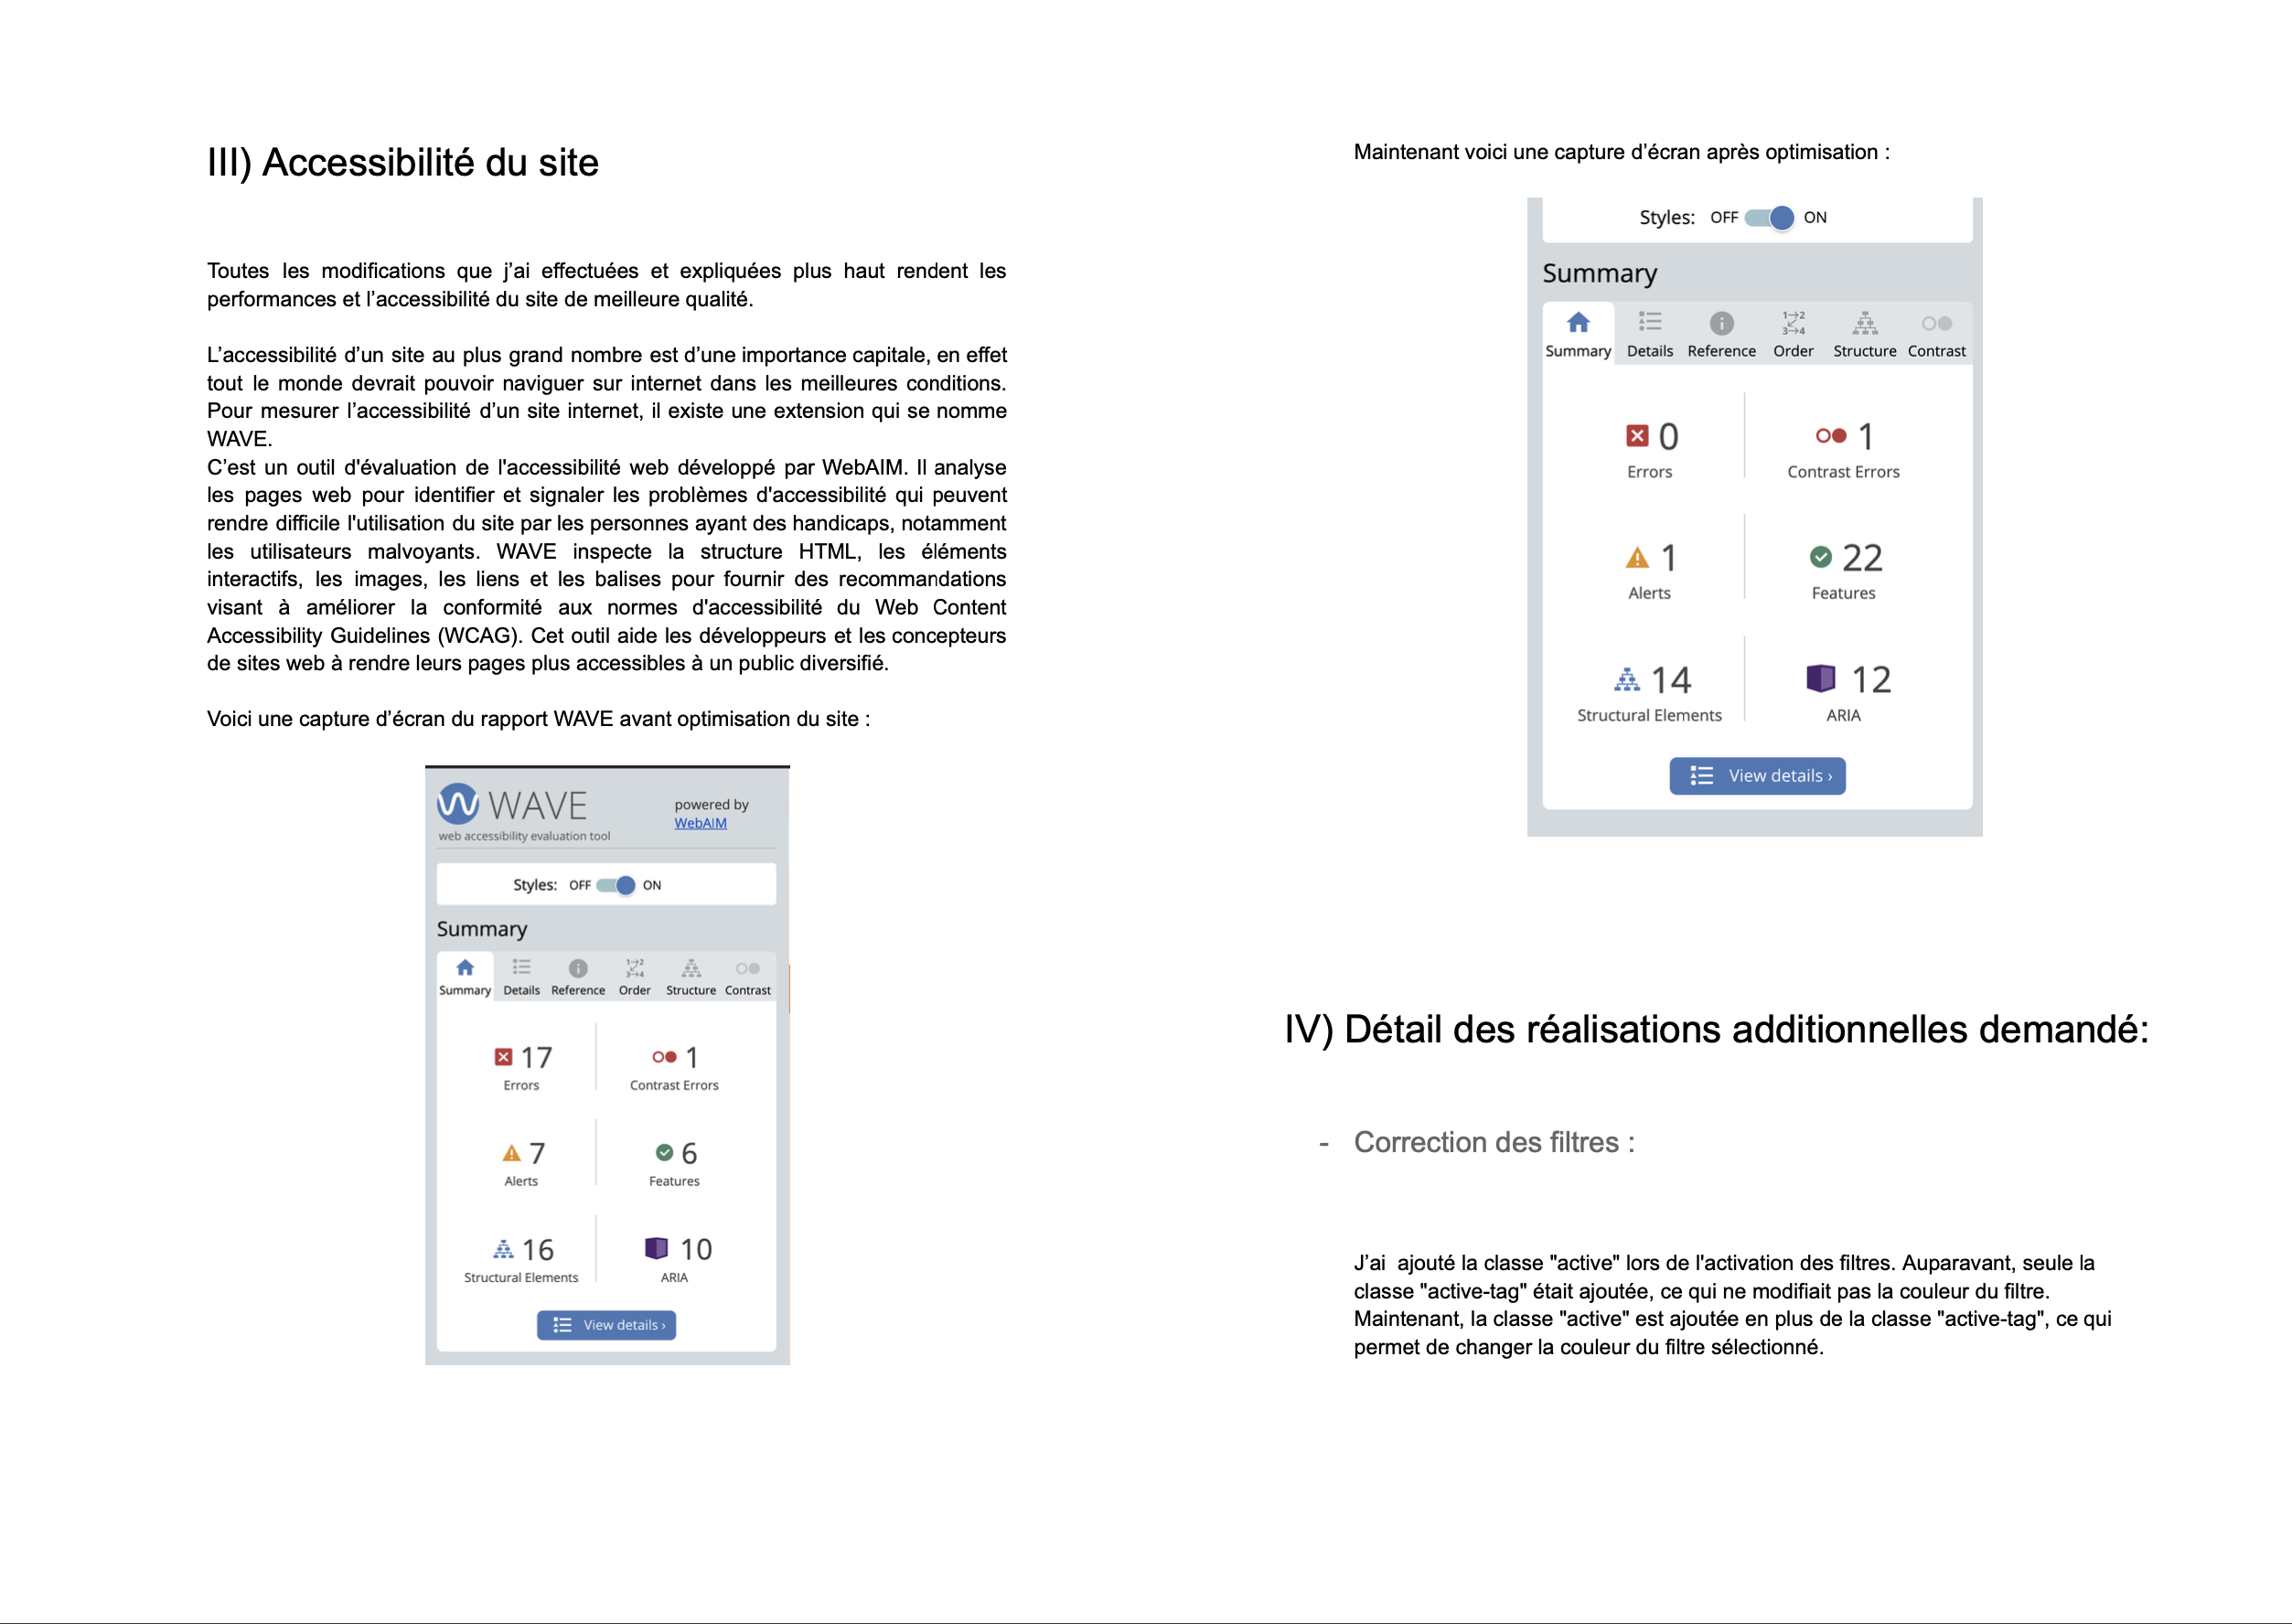 III) Accessibilité du site
Toutes les modifications que j’ai effectuées et expliquées plus haut rendent les
performances et l’accessibilité du site de meilleure qualité.
L’accessibilité d’un site au plus grand nombre est d’une importance capitale, en effet
tout le monde devrait pouvoir naviguer sur internet dans les meilleures conditions.
Pour mesurer l’accessibilité d’un site internet, il existe une extension qui se nomme
WAVE.
C’est un outil d'évaluation de l'accessibilité web développé par WebAIM. Il analyse
les pages web pour identifier et signaler les problèmes d'accessibilité qui peuvent
rendre difficile l'utilisation du site par les personnes ayant des handicaps, notamment
les utilisateurs malvoyants. WAVE inspecte la structure HTML, les éléments
interactifs, les images, les liens et les balises pour fournir des recommandations
visant à améliorer la conformité aux normes d'accessibilité du Web Content
Accessibility Guidelines (WCAG). Cet outil aide les développeurs et les concepteurs
de sites web à rendre leurs pages plus accessibles à un public diversifié.
Voici une capture d’écran du rapport WAVE avant optimisation du site :
WAVE
powered by
WebAIM
web accessibility evaluation tool
Styles: OFF ON
Summary
1→2
3→4
Summary Details Reference Order Structure Contrast
17 1
Errors Contrast Errors
7 6
Alerts Features
16 10
Structural Elements ARIA
View details ›
Maintenant voici une capture d’écran après optimisation :
Styles: OFF ON
Summary
1→2
3→4
Summary Details Reference Order Structure Contrast
0 1
Errors Contrast Errors
1 22
Alerts Features
14 12
Structural Elements ARIA
View details ›
IV) Détail des réalisations additionnelles demandé:
- Correction des filtres :
J’ai ajouté la classe "active" lors de l'activation des filtres. Auparavant, seule la
classe "active-tag" était ajoutée, ce qui ne modifiait pas la couleur du filtre.
Maintenant, la classe "active" est ajoutée en plus de la classe "active-tag", ce qui
permet de changer la couleur du filtre sélectionné.